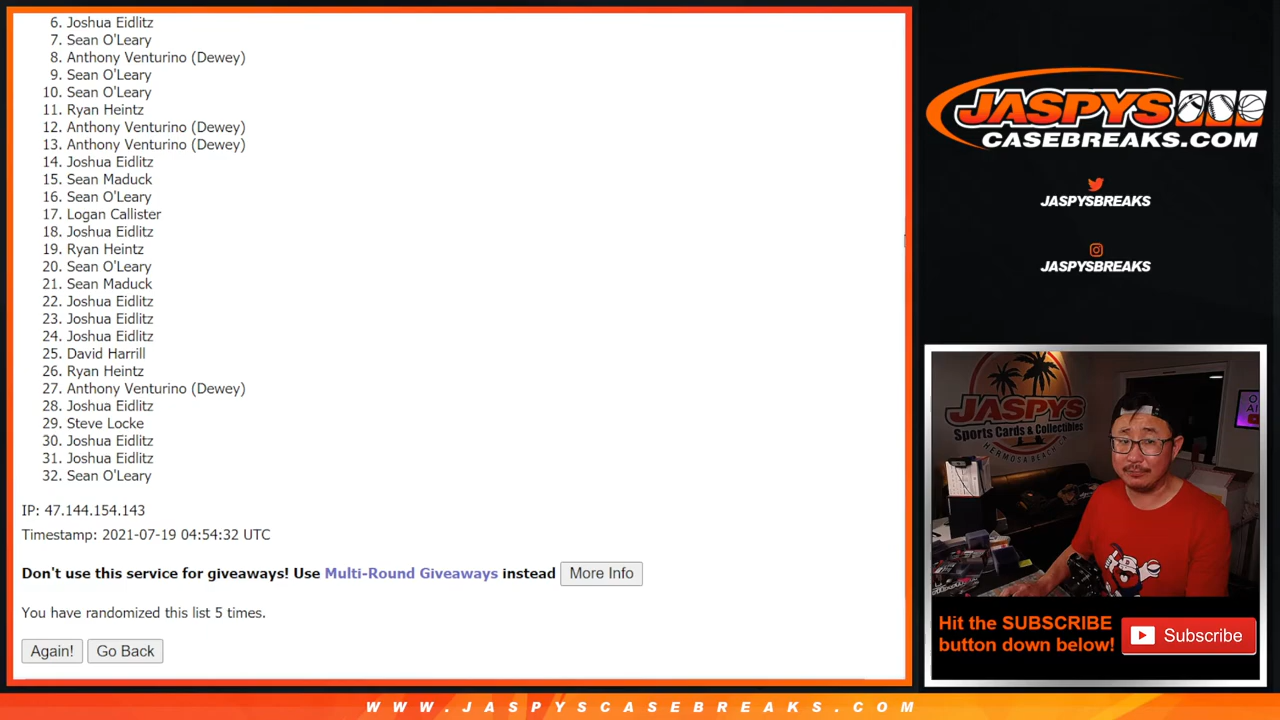 6. Joshua Eidlitz
7. Sean O'Leary
8. Anthony Venturino (Dewey)
9. Sean O'Leary
10. Sean O'Leary
11. Ryan Heintz
12. Anthony Venturino (Dewey)
13. Anthony Venturino (Dewey)
14. Joshua Eidlitz
15. Sean Maduck
16. Sean O'Leary
17. Logan Callister
18. Joshua Eidlitz
19. Ryan Heintz
20. Sean O'Leary
21. Sean Maduck
22. Joshua Eidlitz
23. Joshua Eidlitz
24. Joshua Eidlitz
25. David Harrill
26. Ryan Heintz
27. Anthony Venturino (Dewey)
28. Joshua Eidlitz
29. Steve Locke
30. Joshua Eidlitz
31. Joshua Eidlitz
32. Sean O'Leary
IP: 47.144.154.143
Timestamp: 2021-07-19 04:54:32 UTC
Don't use this service for giveaways! Use Multi-Round Giveaways instead More Info
You have randomized this list 5 times.
Again! Go Back
JASPYS
CASEBREAKS.COM
JASPYSBREAKS
JASPYSBREAKS
JASPYS
Sports Cards & Collectibles
HERMOSA BEACH, CA
Hit the SUBSCRIBE
button down below!
Subscribe
WWW.JASPYSCASEBREAKS.COM